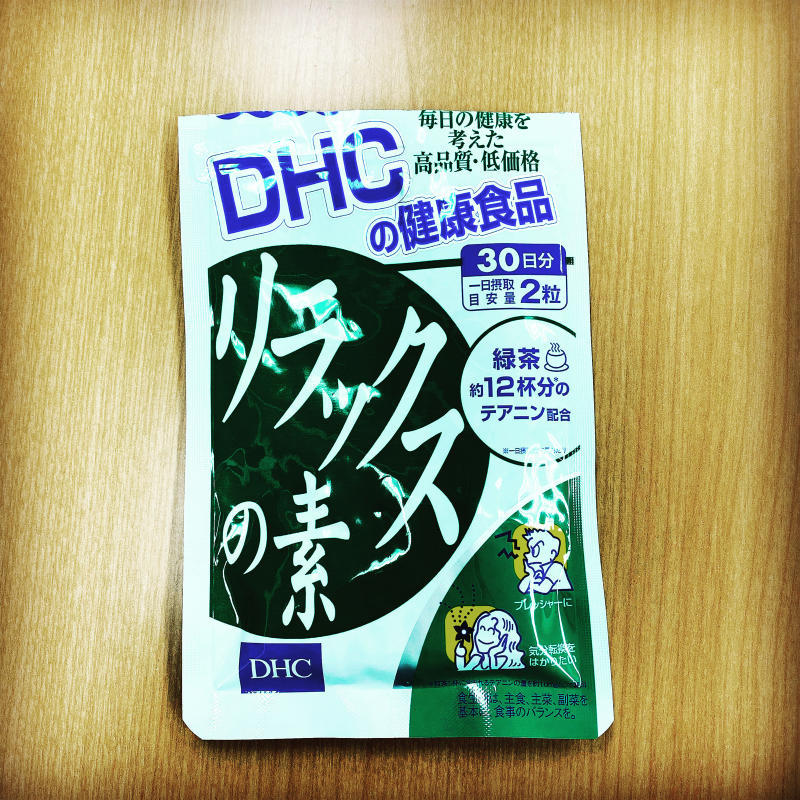 毎日の健康を
考えた
高品質・低価格
DHC
の健康食品
30日分
一日摂取
目安量 2粒
緑茶
約12杯分※の
テアニン配合
リラックス
の素
プレッシャーに
気分転換を
はかりたい
DHC
は、主食、主菜、副菜を
基本に、食事のバランスを。